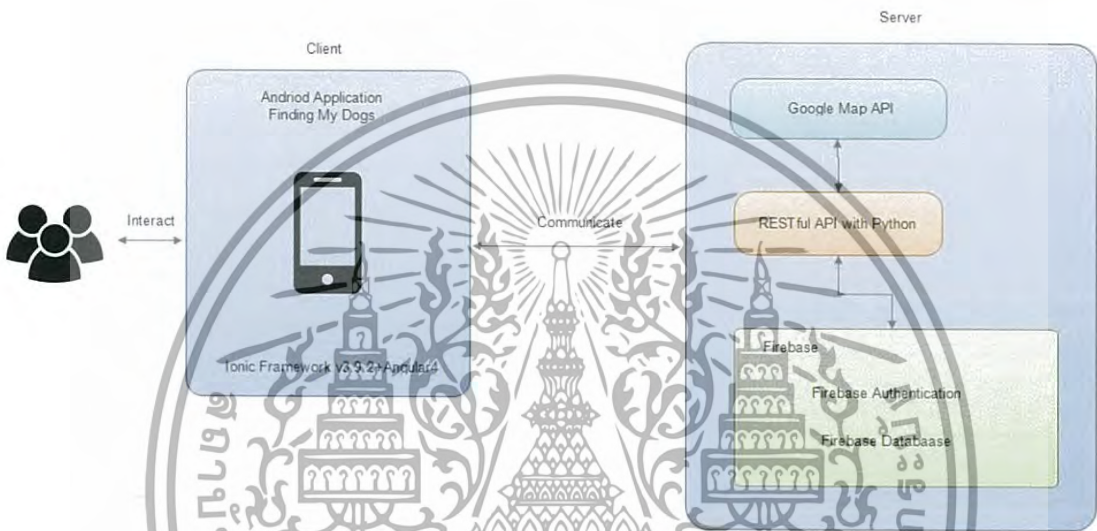 Server
Client
Andriod Application
Finding My Dogs
Google Map API
Interact
Communicate
RESTful API with Python
Ionic Framework v3.9.2+Angular4
Firebase
Firebase Authentication
Firebase Databaase